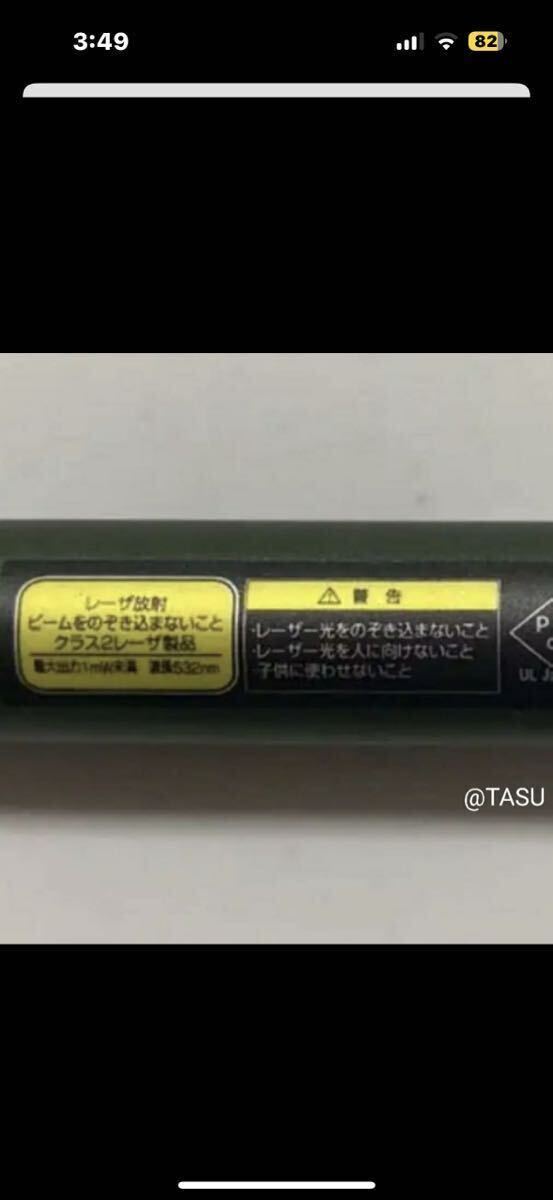 3:49
82
レーザ放射
ビームをのぞき込まないこと
クラス2レーザ製品
最大出力1mW未満 波長532nm
⚠ 警告
・レーザー光をのぞき込まないこと
・レーザー光を人に向けないこと
・子供に使わせないこと
P
UL
@TASU